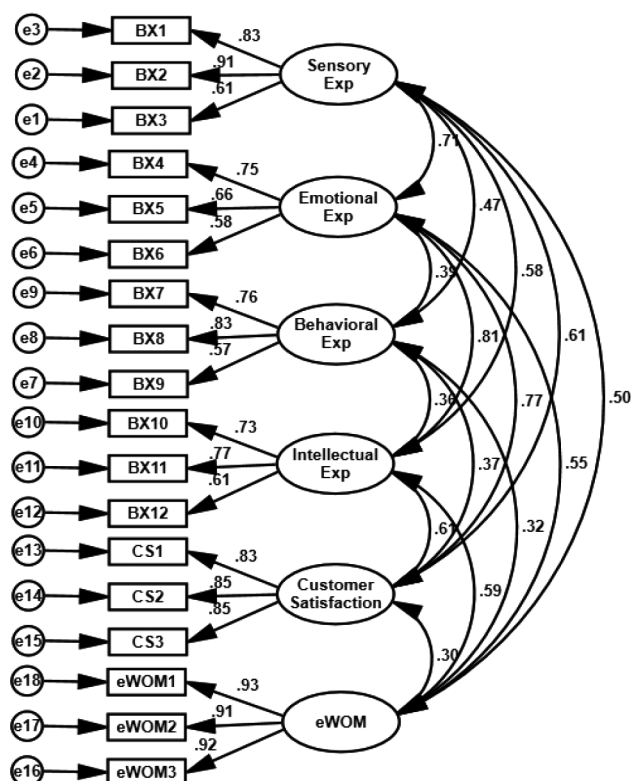 e3
BX1
.83
e2
BX2
.91
Sensory
Exp
e1
BX3
.61
e4
BX4
.75
.71
e5
BX5
.66
Emotional
Exp
.47
e6
BX6
.58
e9
BX7
.76
.39
.58
e8
BX8
.83
Behavioral
Exp
.81
.61
e7
BX9
.57
e10
BX10
.73
.36
.77
.50
e11
BX11
.77
Intellectual
Exp
.37
.55
e12
BX12
.61
e13
CS1
.83
.61
.32
e14
CS2
.85
Customer
Satisfaction
.59
e15
CS3
.85
e18
eWOM1
.93
.30
e17
eWOM2
.91
eWOM
e16
eWOM3
.92